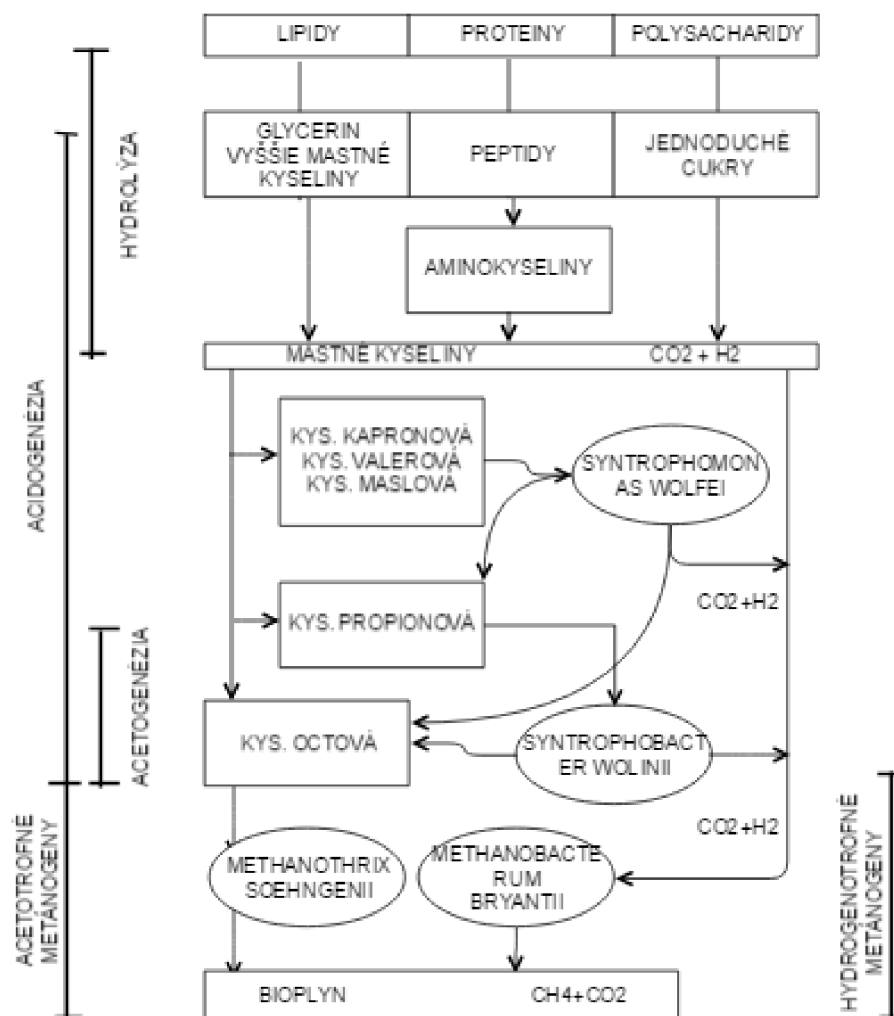 LIPIDY
PROTEINY
POLYSACHARIDY
GLYCERIN
VYŠŠIE MASTNÉ
KYSELINY
PEPTIDY
JEDNODUCHÉ
CUKRY
HYDROLÝZA
AMINOKYSELINY
MASTNÉ KYSELINY
CO2 + H2
ACIDOGENÉZIA
KYS. KAPRONOVÁ
KYS. VALEROVÁ
KYS. MASLOVÁ
SYNTROPHOMON
AS WOLFEI
CO2+H2
KYS. PROPIONOVÁ
ACETOGENÉZIA
KYS. OCTOVÁ
SYNTROPHOBACT
ER WOLINII
CO2+H2
ACETOTROFNÉ
METÁNOGENY
METHANOTHRIX
SOEHNGENII
METHANOBACTE
RUM
BRYANTII
HYDROGENOTROFNÉ
METÁNOGENY
BIOPLYN
CH4+CO2